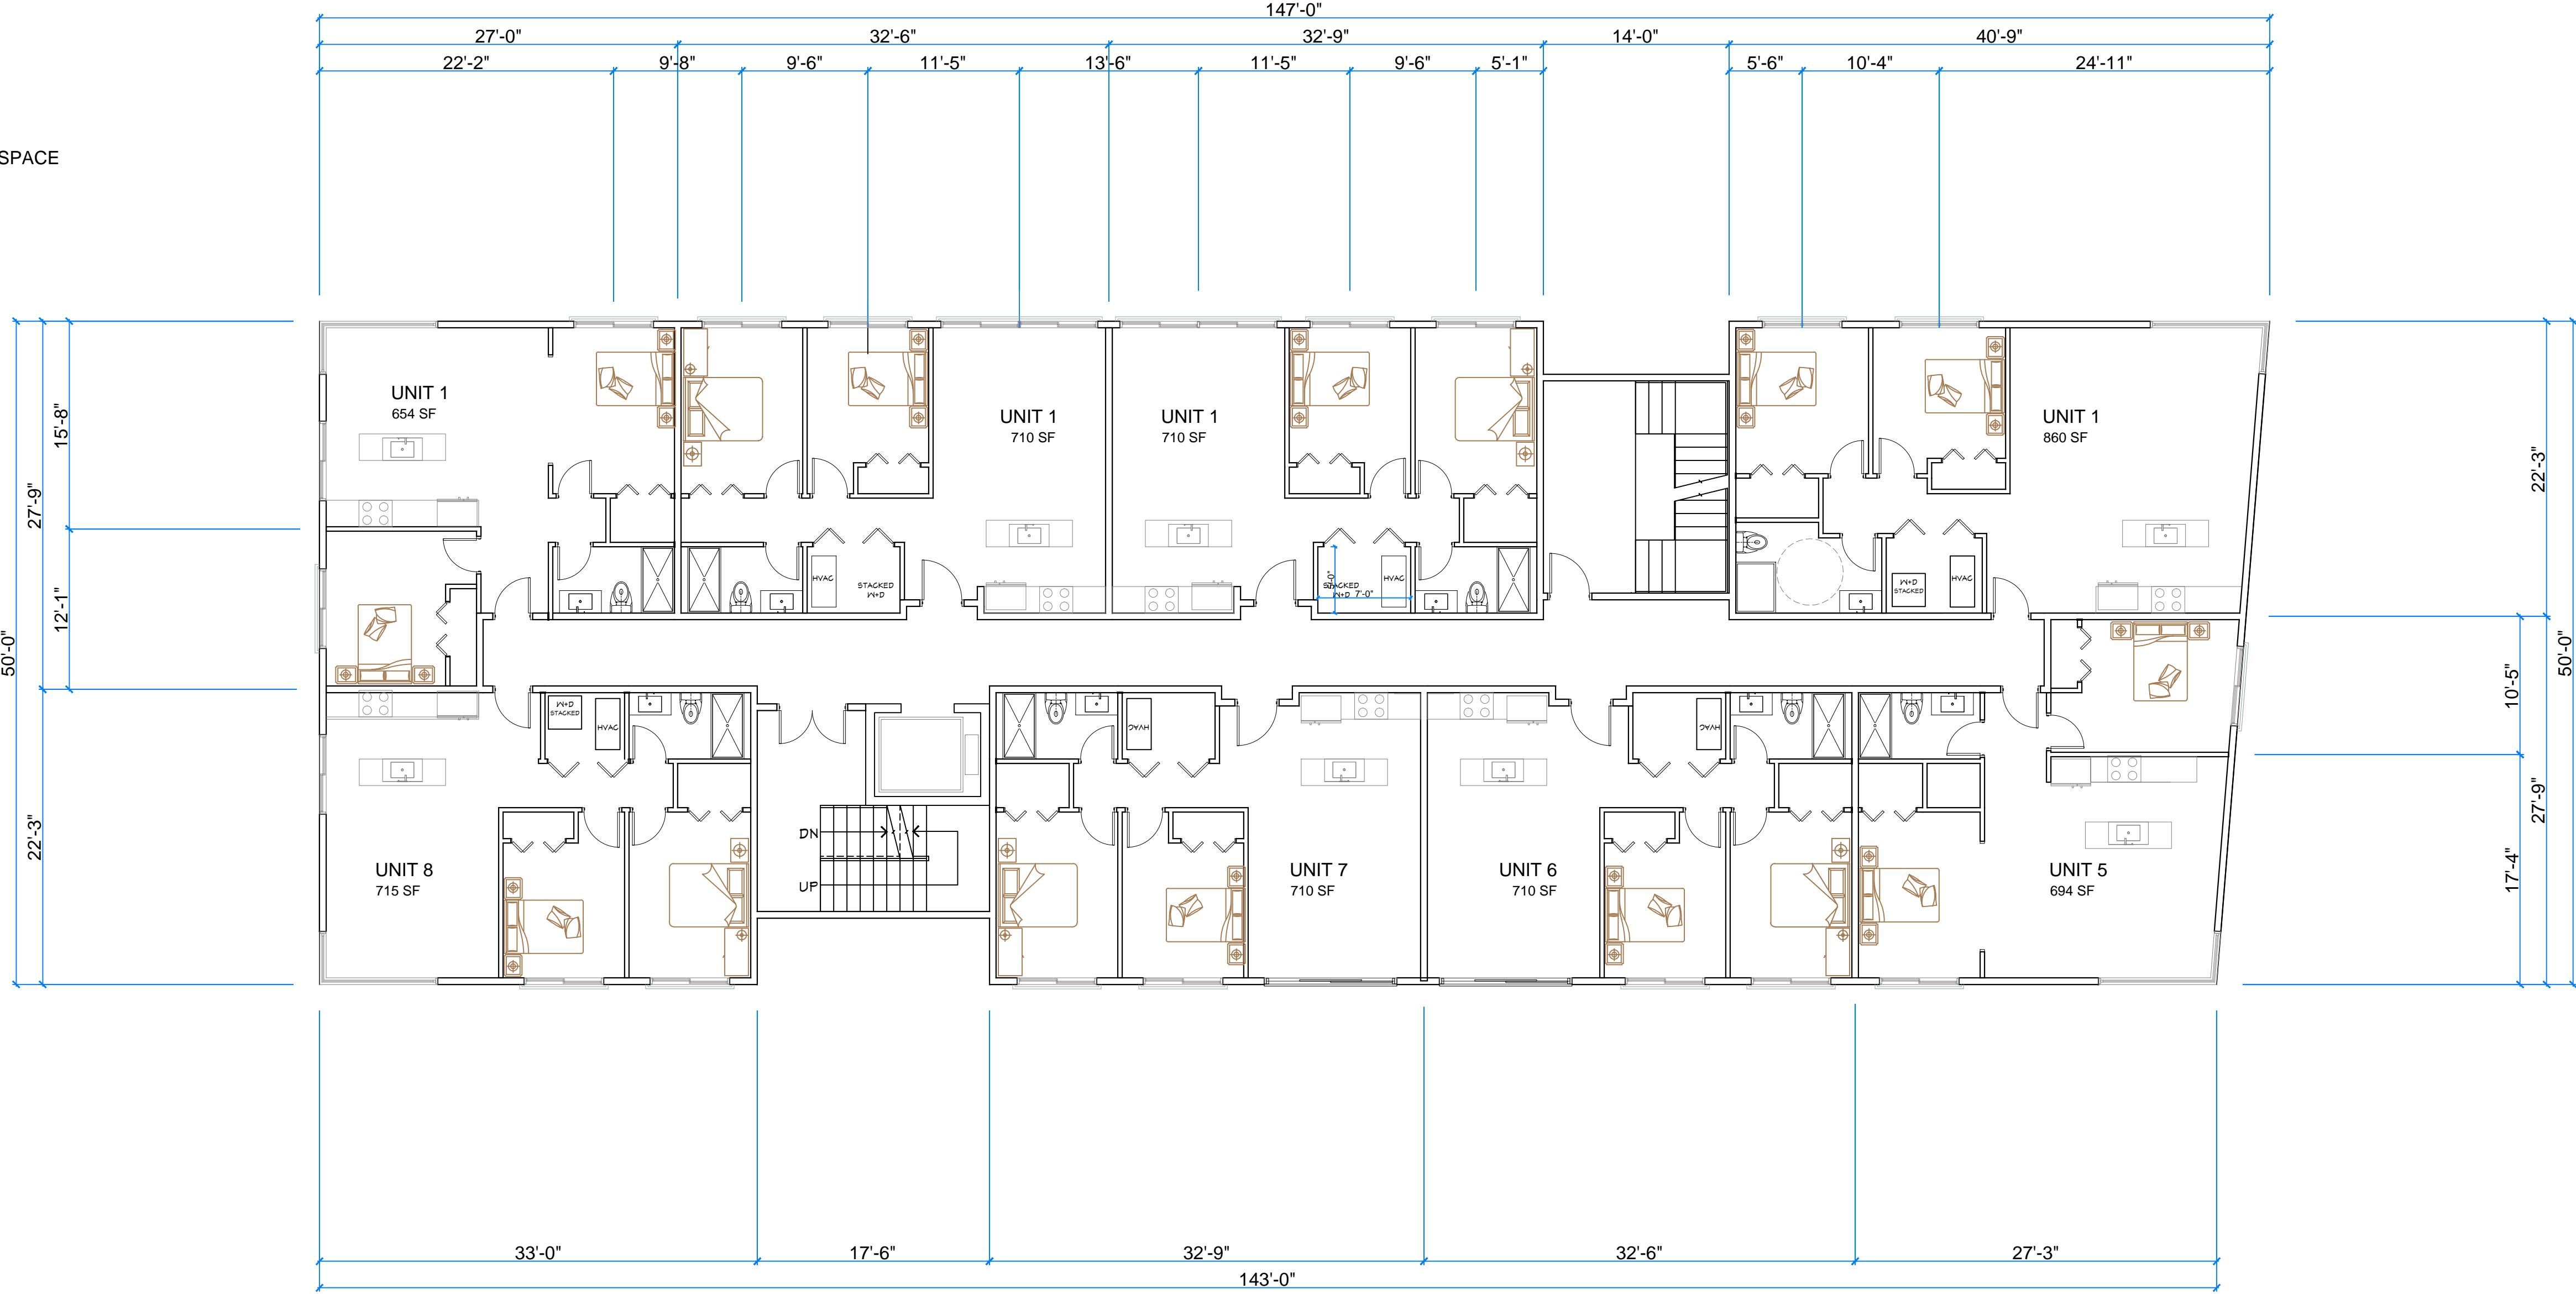 147'-0"
27'-0" 32'-6" 32'-9" 14'-0" 40'-9"
22'-2" 9'-8" 9'-6" 11'-5" 13'-6" 11'-5" 9'-6" 5'-1" 5'-6" 10'-4" 24'-11"
SPACE
50'-0"
27'-9"
22'-3"
15'-8"
12'-1"
UNIT 1
654 SF
UNIT 1
710 SF
UNIT 1
710 SF
UNIT 1
860 SF
HVAC
STACKED
W+D
STACKED
W+D
7'-0"
HVAC
W+D
STACKED
HVAC
W+D
STACKED
HVAC
HVAC
HVAC
DN
UP
UNIT 8
715 SF
UNIT 7
710 SF
UNIT 6
710 SF
UNIT 5
694 SF
22'-3"
10'-5"
17'-4"
27'-9"
50'-0"
33'-0" 17'-6" 32'-9" 32'-6" 27'-3"
143'-0"